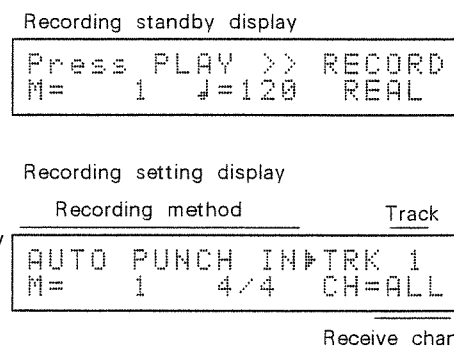 Recording standby display
Press PLAY >> RECORD
M= 1 ♩=120 REAL
Recording setting display
Recording method Track
AUTO PUNCH IN▶TRK 1
M= 1 4/4 CH=ALL
Receive